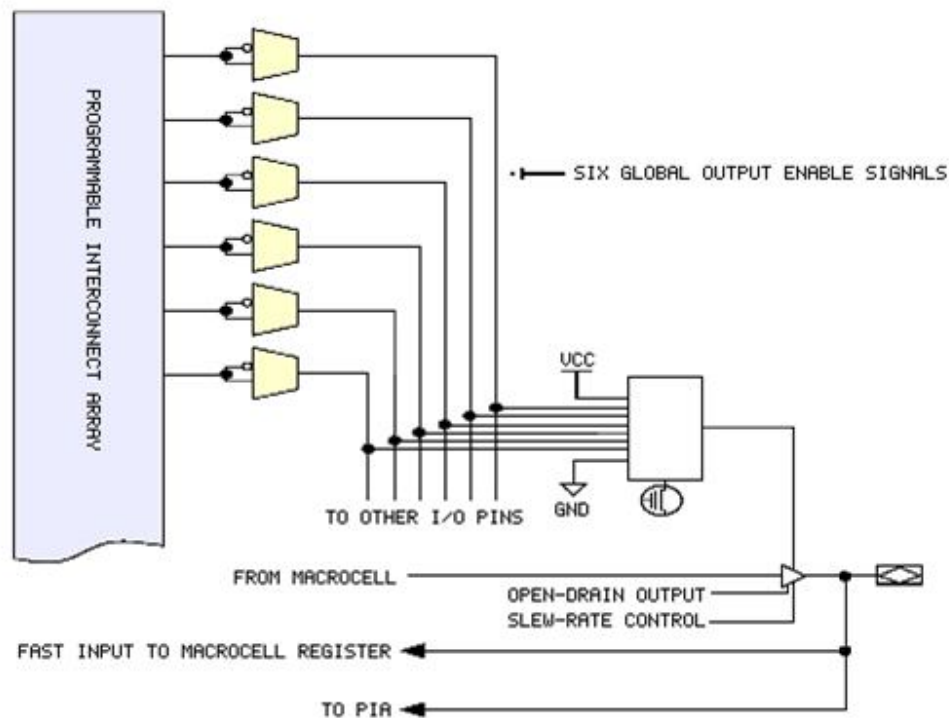 PROGRAMMABLE INTERCONNECT ARRAY
SIX GLOBAL OUTPUT ENABLE SIGNALS
VCC
GND
TO OTHER I/O PINS
FROM MACROCELL
OPEN-DRAIN OUTPUT
SLEW-RATE CONTROL
FAST INPUT TO MACROCELL REGISTER
TO PIA